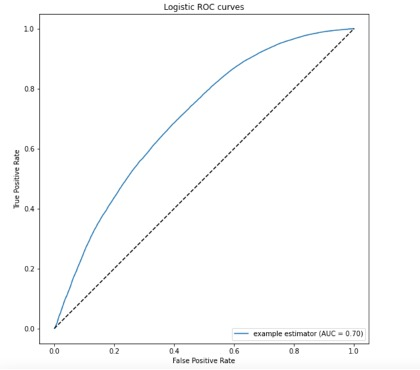 Logistic ROC curves
1.0
0.8
0.6
0.4
0.2
0.0
True Positive Rate
0.0 0.2 0.4 0.6 0.8 1.0
False Positive Rate
example estimator (AUC = 0.70)